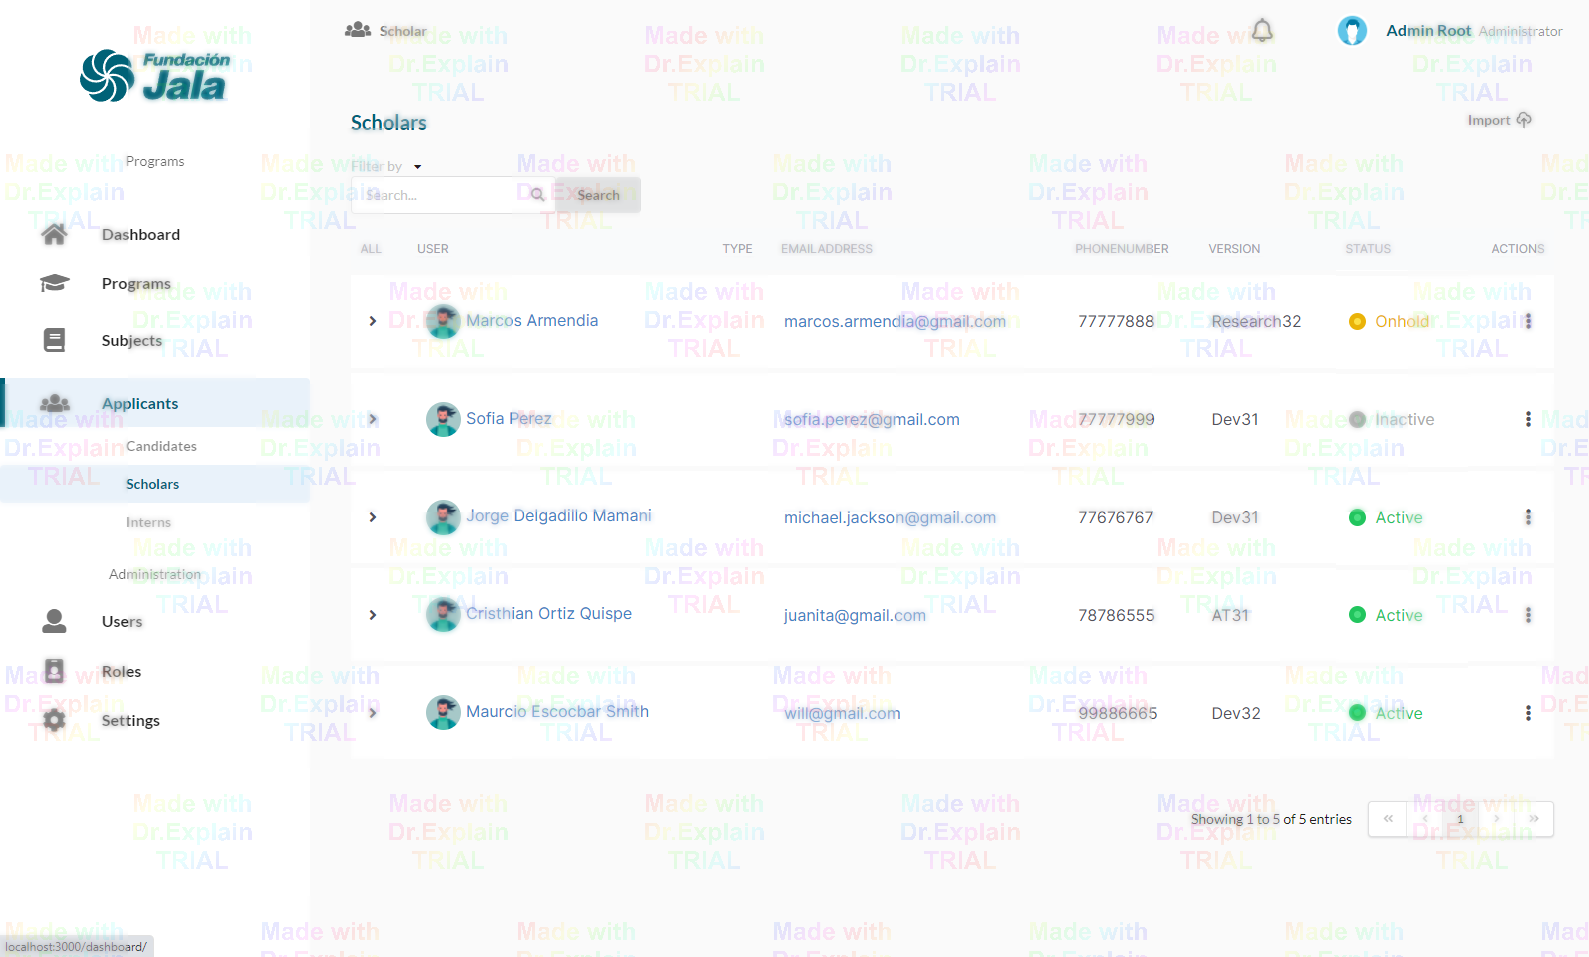 Fundación
Jala
Scholar
Admin Root Administrator
Scholars
Import
Filter by
Search...
Search
Programs
Dashboard
Programs
Subjects
Applicants
Candidates
Scholars
Interns
Administration
Users
Roles
Settings
ALL USER TYPE EMAILADDRESS PHONENUMBER VERSION STATUS ACTIONS
Marcos Armendia marcos.armendia@gmail.com 77777888 Research32 Onhold
Sofia Perez sofia.perez@gmail.com 77777999 Dev31 Inactive
Jorge Delgadillo Mamani michael.jackson@gmail.com 77676767 Dev31 Active
Cristhian Ortiz Quispe juanita@gmail.com 78786555 AT31 Active
Maurcio Escocbar Smith will@gmail.com 99886665 Dev32 Active
Showing 1 to 5 of 5 entries « ‹ 1 › »
localhost:3000/dashboard/
Made with
Dr.Explain
TRIAL